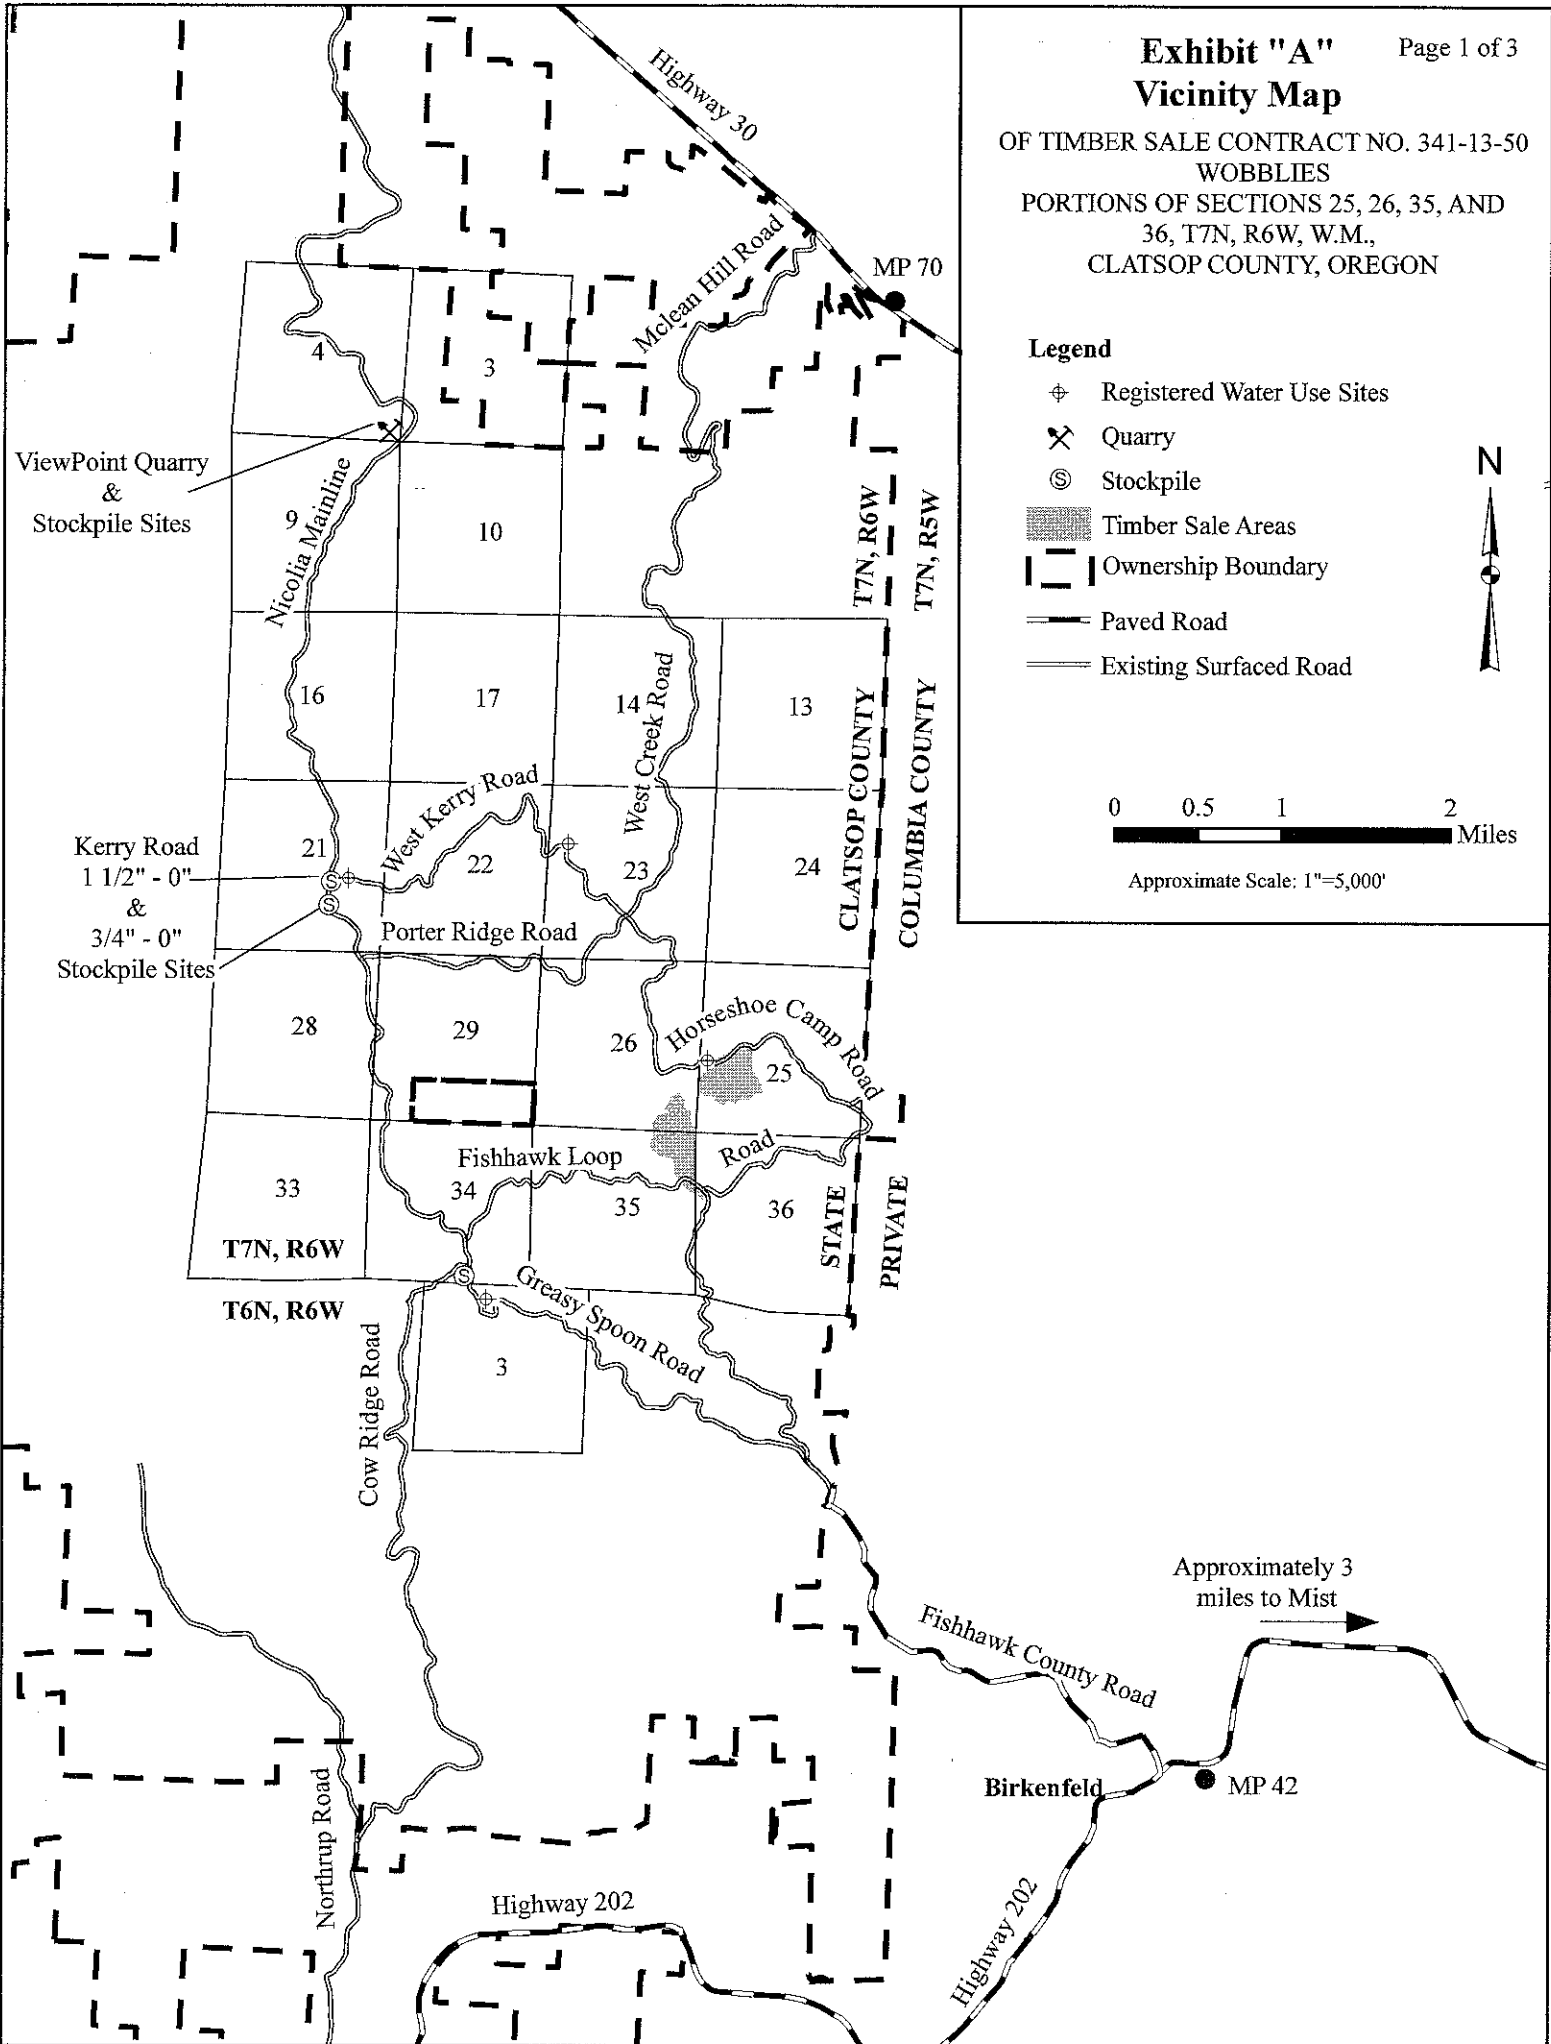 Exhibit "A"
Page 1 of 3
Vicinity Map
OF TIMBER SALE CONTRACT NO. 341-13-50
WOBBLIES
PORTIONS OF SECTIONS 25, 26, 35, AND
36, T7N, R6W, W.M.,
CLATSOP COUNTY, OREGON
Legend
Registered Water Use Sites
Quarry
S Stockpile
Timber Sale Areas
Ownership Boundary
Paved Road
Existing Surfaced Road
N
0 0.5 1 2
Miles
Approximate Scale: 1"=5,000'
Highway 30
Mclean Hill Road
MP 70
4
3
ViewPoint Quarry
&
Stockpile Sites
Nicolia Mainline
9
10
T7N, R6W
T7N, R5W
16
17
14
13
West Creek Road
CLATSOP COUNTY
COLUMBIA COUNTY
West Kerry Road
21
22
23
24
Kerry Road
1 1/2" - 0"
&
3/4" - 0"
Stockpile Sites
S
S
Porter Ridge Road
28
29
26
25
Horseshoe Camp Road
Fishhawk Loop
Road
33
34
35
36
STATE
PRIVATE
T7N, R6W
T6N, R6W
S
Greasy Spoon Road
3
Cow Ridge Road
Approximately 3
miles to Mist
Fishhawk County Road
Birkenfeld
MP 42
Northrup Road
Highway 202
Highway 202